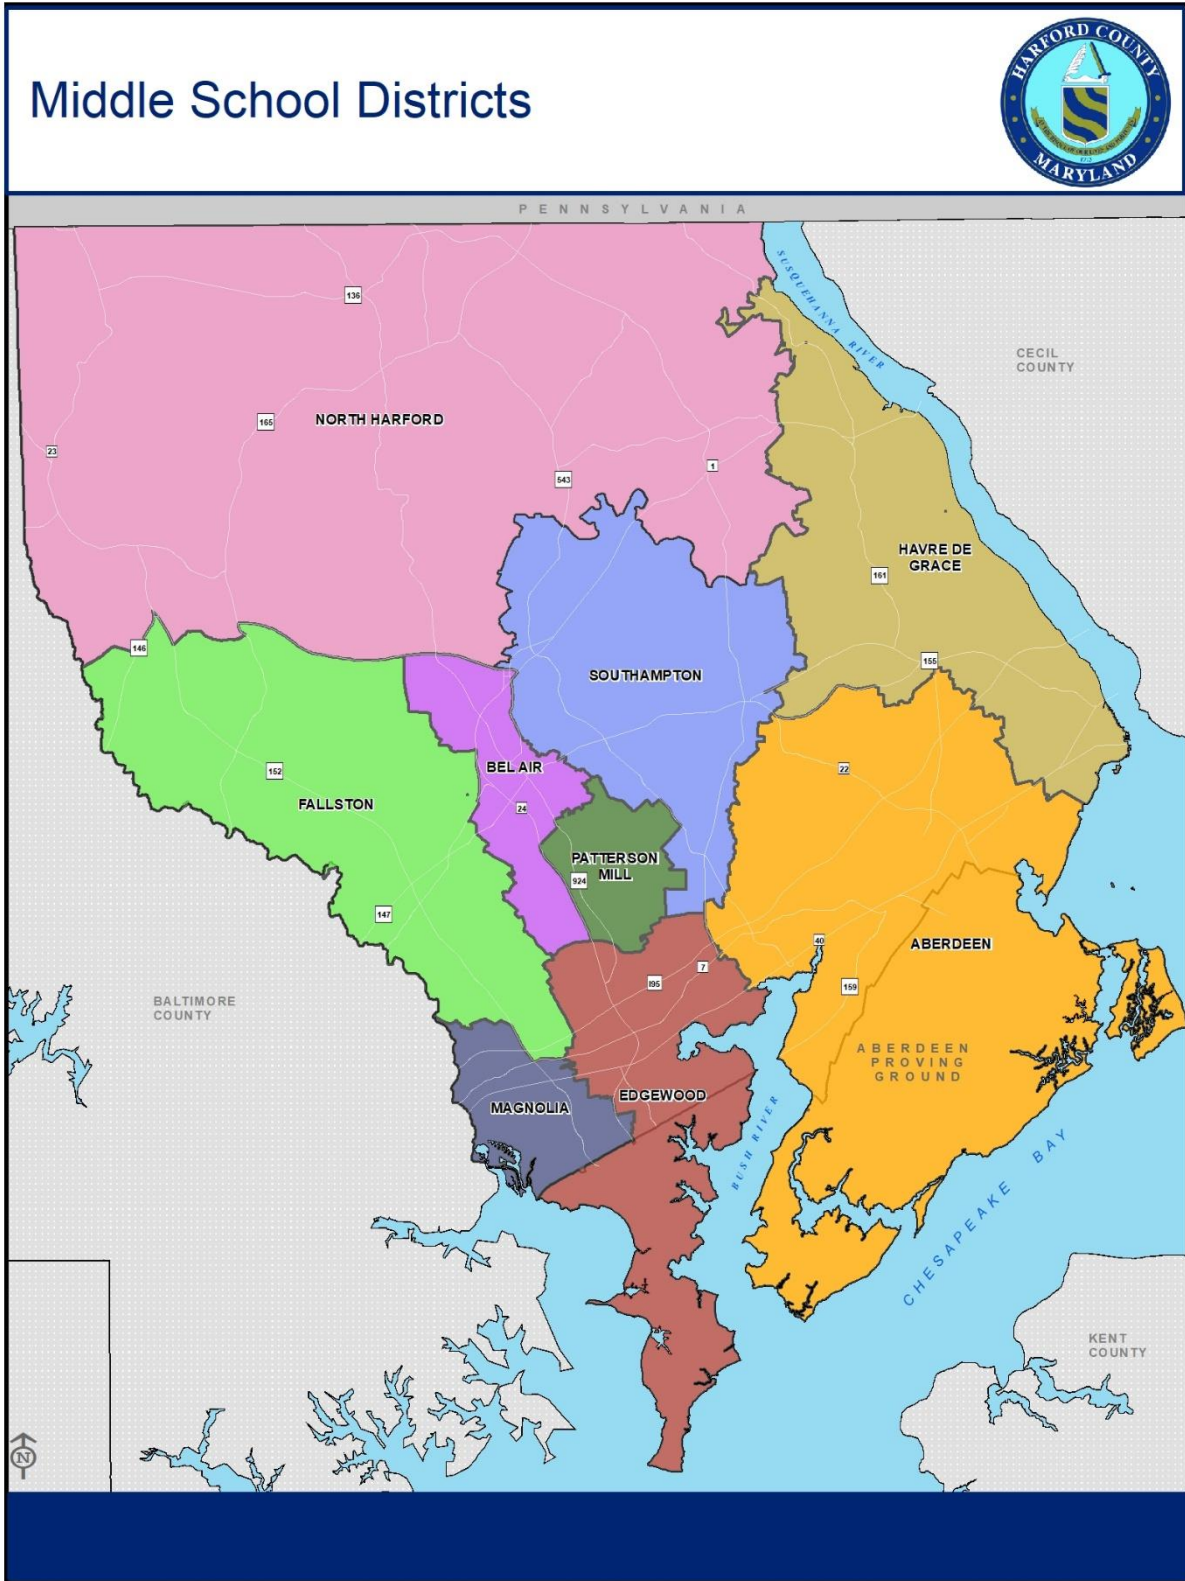 Middle School Districts
HARFORD COUNTY
MARYLAND
PENNSYLVANIA
SUSQUEHANNA RIVER
136
CECIL
COUNTY
NORTH HARFORD
165
23
1
543
HAVRE DE
GRACE
161
146
155
SOUTHAMPTON
152
BEL AIR
22
FALLSTON
24
PATTERSON
MILL
924
147
40
ABERDEEN
7
I95
159
BALTIMORE
COUNTY
ABERDEEN
PROVING
GROUND
EDGEWOOD
MAGNOLIA
BUSH RIVER
CHESAPEAKE BAY
KENT
COUNTY
N